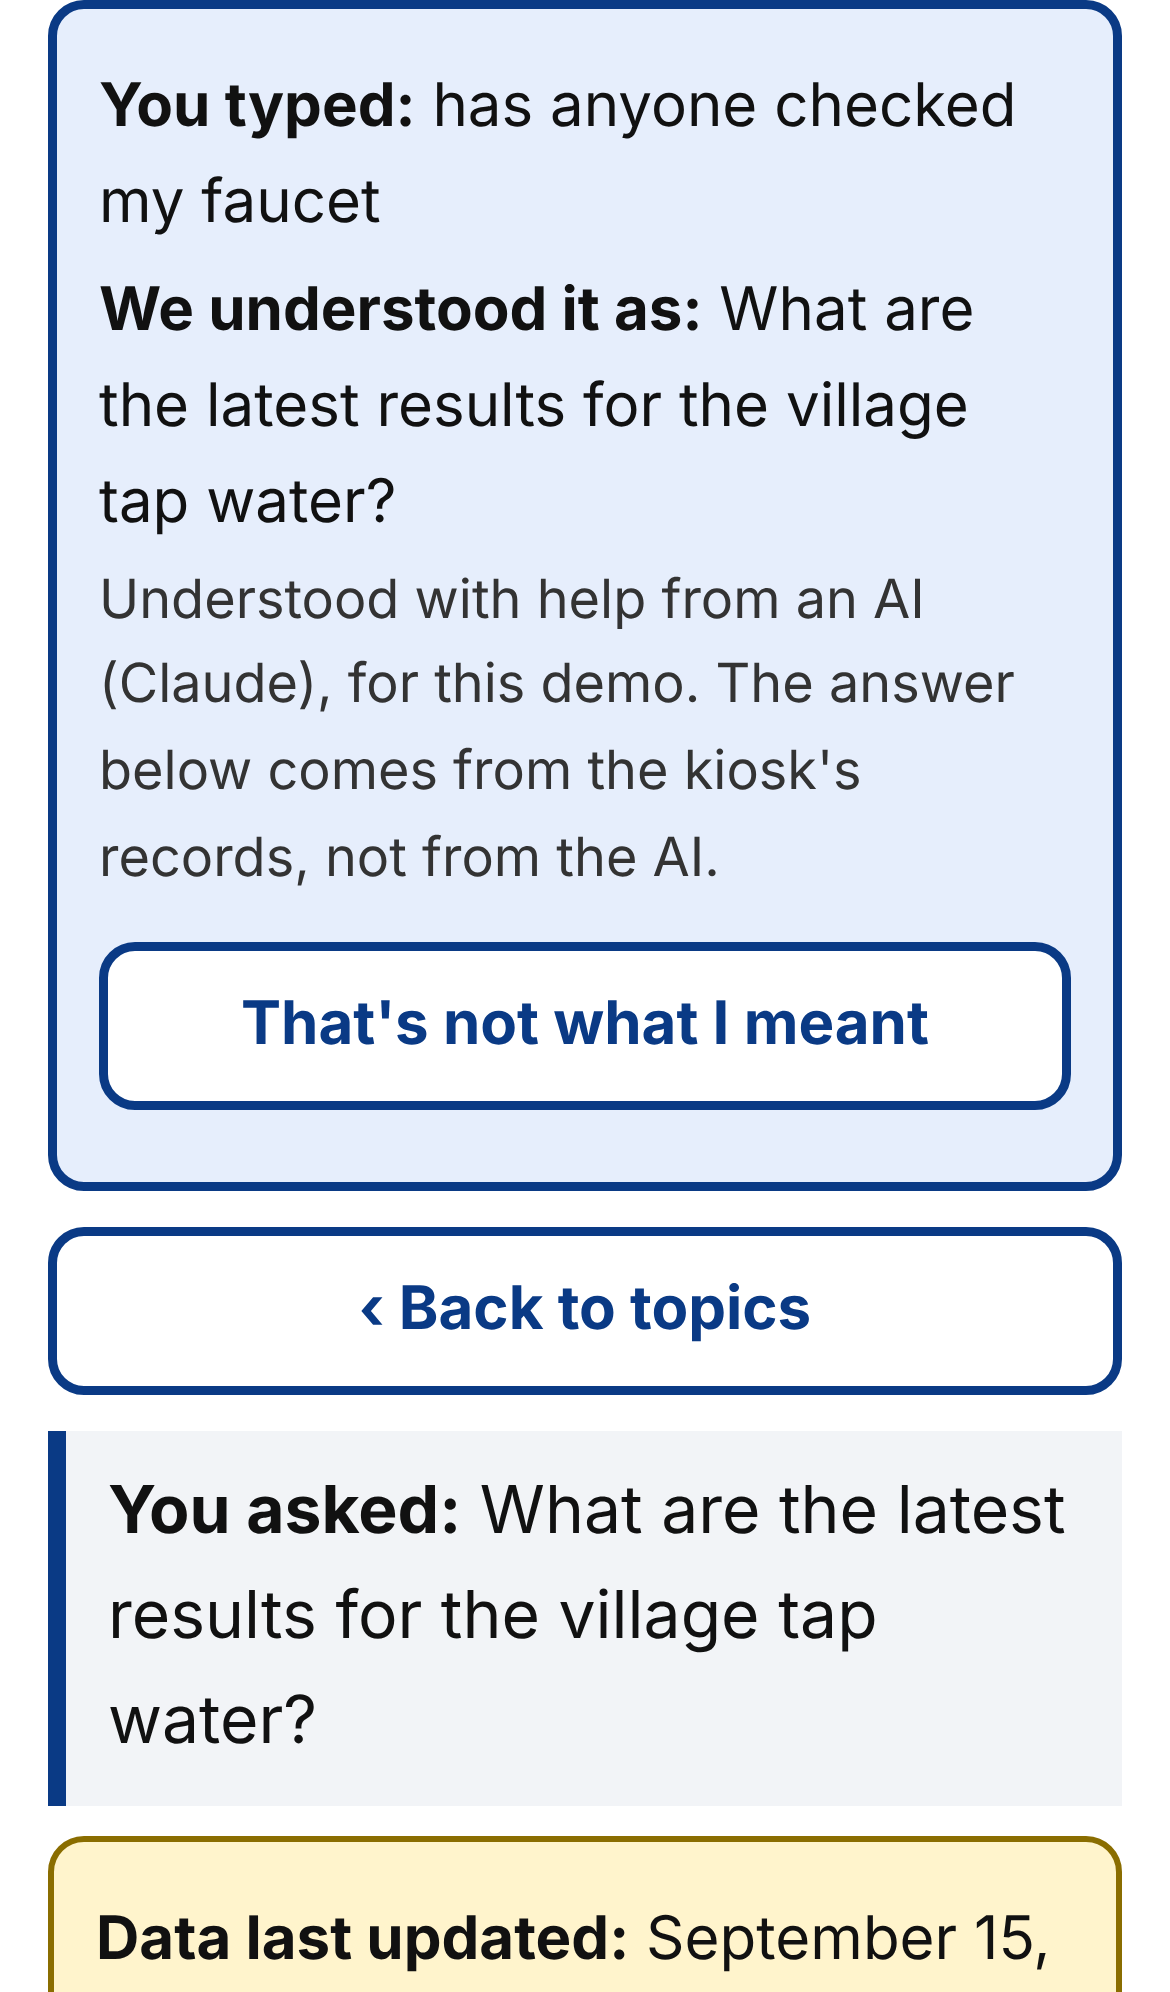 You typed: has anyone checked
my faucet
We understood it as: What are
the latest results for the village
tap water?
Understood with help from an AI
(Claude), for this demo. The answer
below comes from the kiosk's
records, not from the AI.
That's not what I meant
‹ Back to topics
You asked: What are the latest
results for the village tap
water?
Data last updated: September 15,